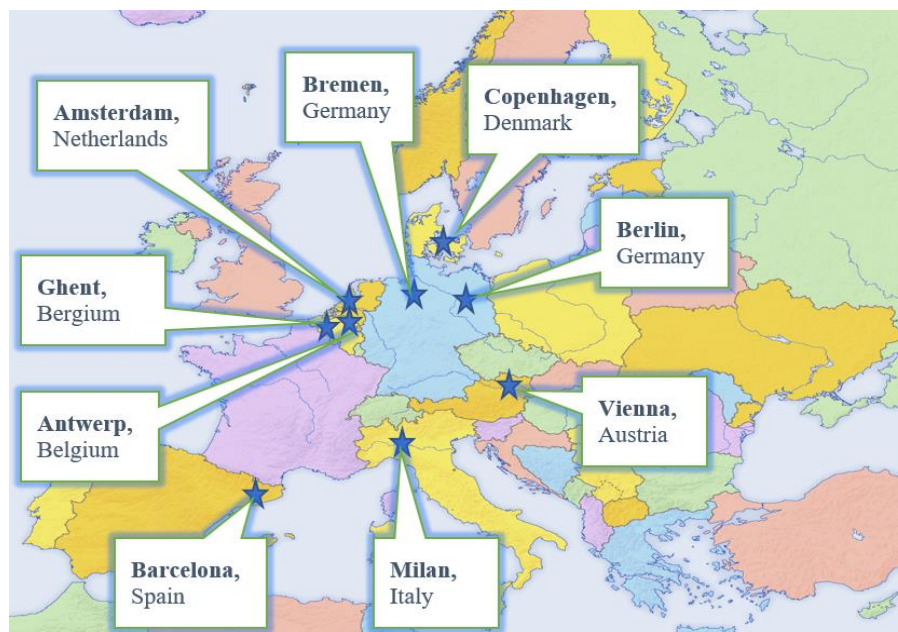 Bremen,
Germany
Copenhagen,
Denmark
Amsterdam,
Netherlands
Berlin,
Germany
Ghent,
Bergium
Antwerp,
Belgium
Vienna,
Austria
Barcelona,
Spain
Milan,
Italy